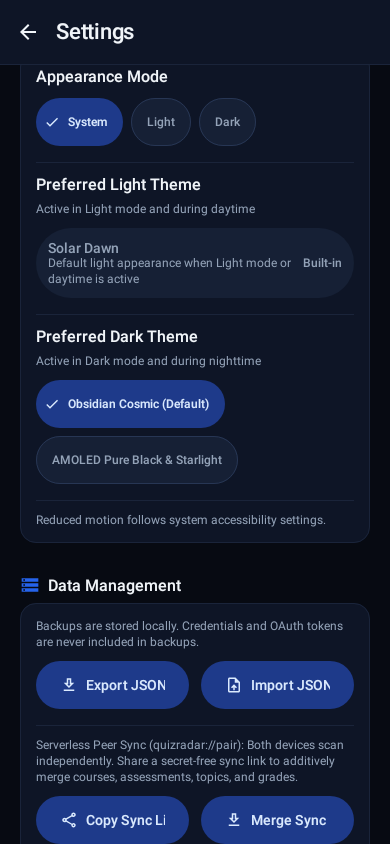 Settings
Appearance Mode
System
Light
Dark
Preferred Light Theme
Active in Light mode and during daytime
Solar Dawn
Default light appearance when Light mode or
daytime is active
Built-in
Preferred Dark Theme
Active in Dark mode and during nighttime
Obsidian Cosmic (Default)
AMOLED Pure Black & Starlight
Reduced motion follows system accessibility settings.
Data Management
Backups are stored locally. Credentials and OAuth tokens
are never included in backups.
Export JSON
Import JSON
Serverless Peer Sync (quizradar://pair): Both devices scan
independently. Share a secret-free sync link to additively
merge courses, assessments, topics, and grades.
Copy Sync Li
Merge Sync